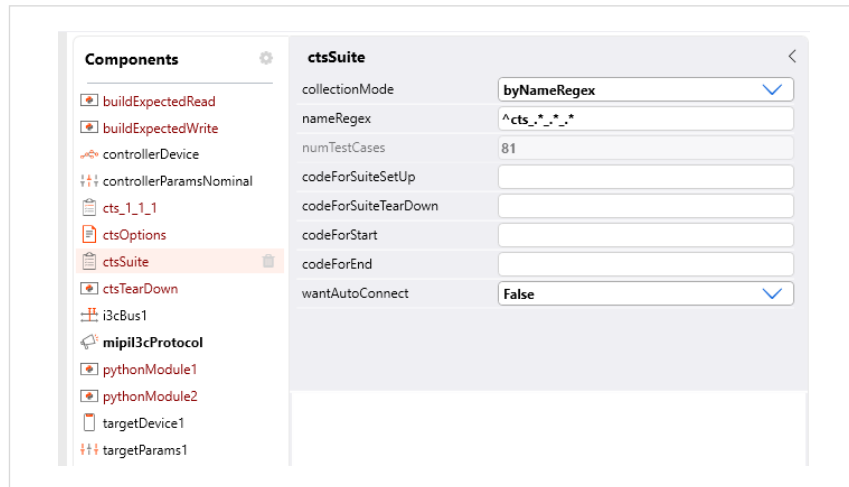 Components
buildExpectedRead
buildExpectedWrite
controllerDevice
controllerParamsNominal
cts_1_1_1
ctsOptions
ctsSuite
ctsTearDown
i3cBus1
mipiI3cProtocol
pythonModule1
pythonModule2
targetDevice1
targetParams1
ctsSuite
collectionMode byNameRegex
nameRegex ^cts_.*_.*_.*
numTestCases 81
codeForSuiteSetUp
codeForSuiteTearDown
codeForStart
codeForEnd
wantAutoConnect False